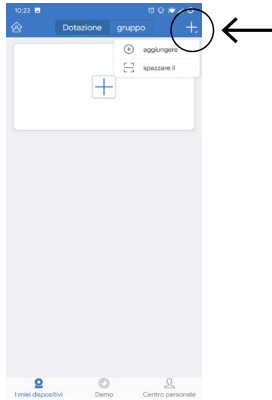 10:23
Dotazione gruppo
aggiungere
spazzare il
I miei dispositivi Demo Centro personale